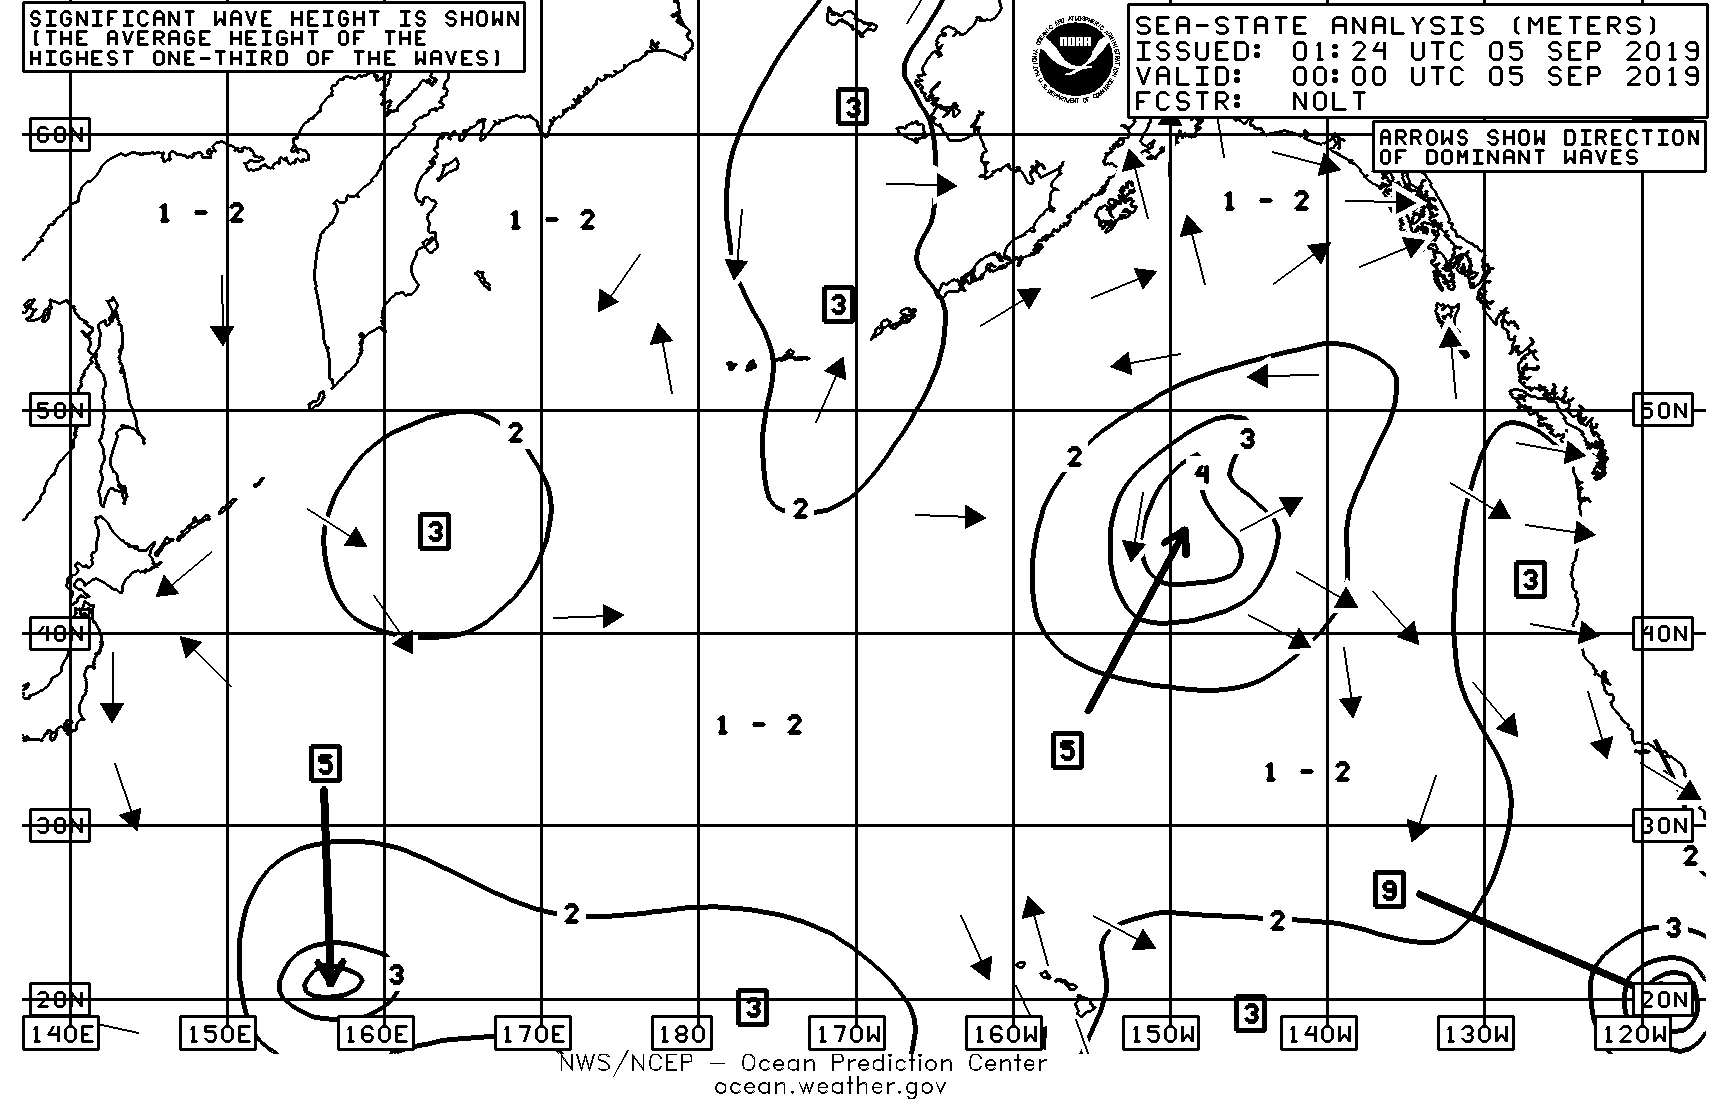 SIGNIFICANT WAVE HEIGHT IS SHOWN
(THE AVERAGE HEIGHT OF THE
HIGHEST ONE-THIRD OF THE WAVES)
NOAA
SEA-STATE ANALYSIS (METERS)
ISSUED: 01:24 UTC 05 SEP 2019
VALID: 00:00 UTC 05 SEP 2019
FCSTR: NOLT
ARROWS SHOW DIRECTION
OF DOMINANT WAVES
3
60N
1 - 2
1 - 2
1 - 2
3
50N
50N
2
3
2
4
2
3
3
40N
40N
1 - 2
5
5
1 - 2
30N
30N
2
9
2
2
3
3
20N
3
3
20N
140E 150E 160E 170E 180 170W 160W 150W 140W 130W 120W
NWS/NCEP — Ocean Prediction Center
ocean.weather.gov